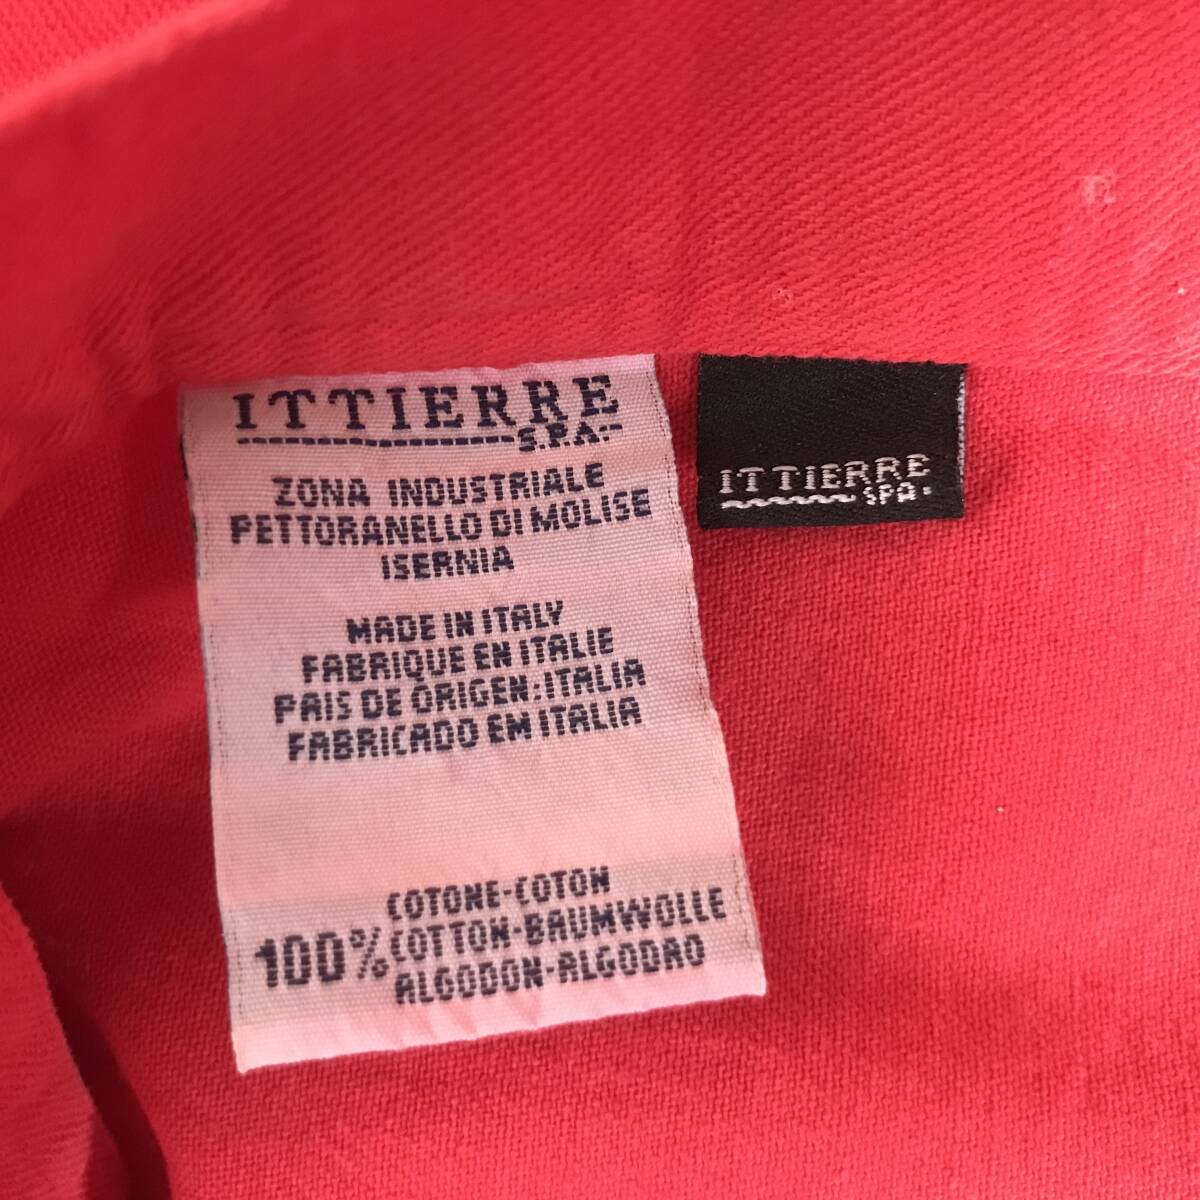 ITTIERRE
S.P.A.
ZONA INDUSTRIALE
PETTORANELLO DI MOLISE
ISERNIA
MADE IN ITALY
FABRIQUE EN ITALIE
PAIS DE ORIGEN:ITALIA
FABRICADO EM ITALIA
100% COTONE-COTON
COTTON-BAUMWOLLE
ALGODON-ALGODAO
ITTIERRE
SPA.